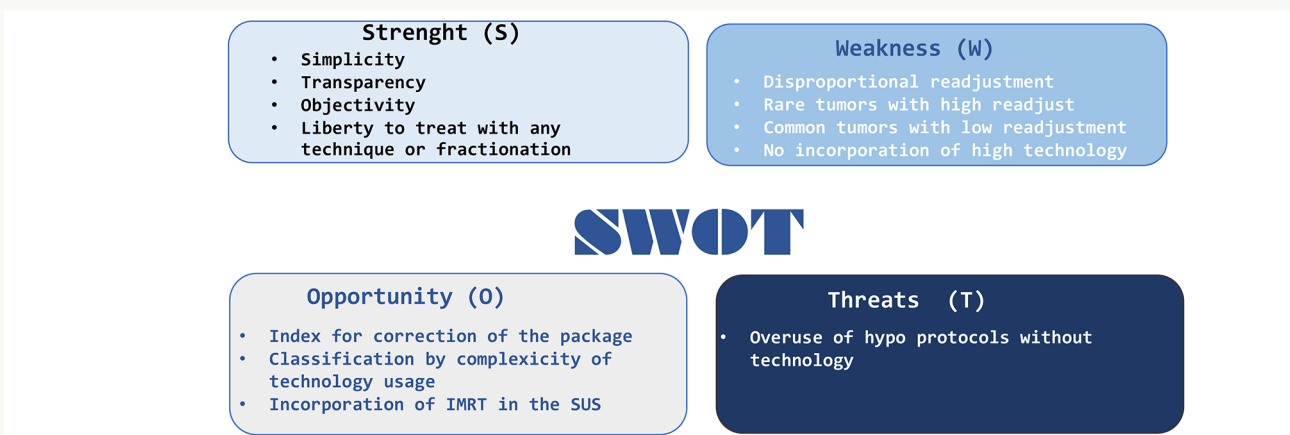 Strenght (S)
• Simplicity
• Transparency
• Objectivity
• Liberty to treat with any
technique or fractionation
Weakness (W)
• Disproportional readjustment
• Rare tumors with high readjust
• Common tumors with low readjustment
• No incorporation of high technology
SWOT
Opportunity (O)
• Index for correction of the package
• Classification by complexicity of
technology usage
• Incorporation of IMRT in the SUS
Threats (T)
• Overuse of hypo protocols without
technology